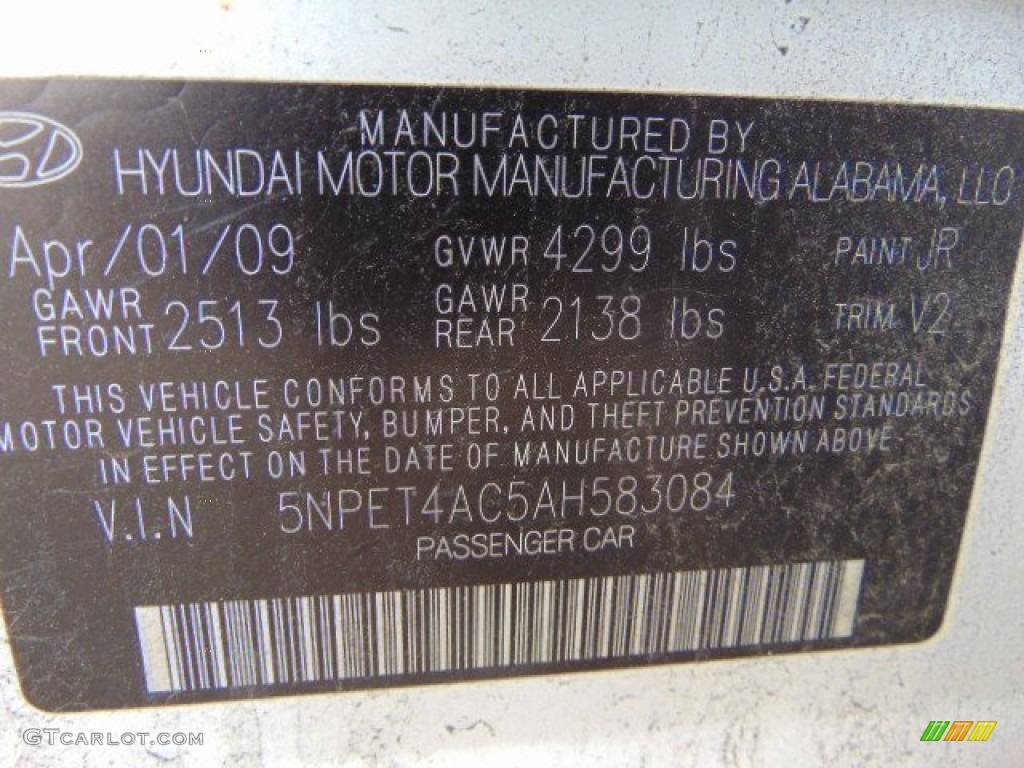 MANUFACTURED BY
HYUNDAI MOTOR MANUFACTURING ALABAMA, LLC
Apr/01/09 GVWR 4299 lbs PAINT JR
GAWR FRONT 2513 lbs GAWR REAR 2138 lbs TRIM V2
THIS VEHICLE CONFORMS TO ALL APPLICABLE U.S.A. FEDERAL
MOTOR VEHICLE SAFETY, BUMPER, AND THEFT PREVENTION STANDARDS
IN EFFECT ON THE DATE OF MANUFACTURE SHOWN ABOVE
V.I.N 5NPET4AC5AH583084
PASSENGER CAR
GTCARLOT.COM